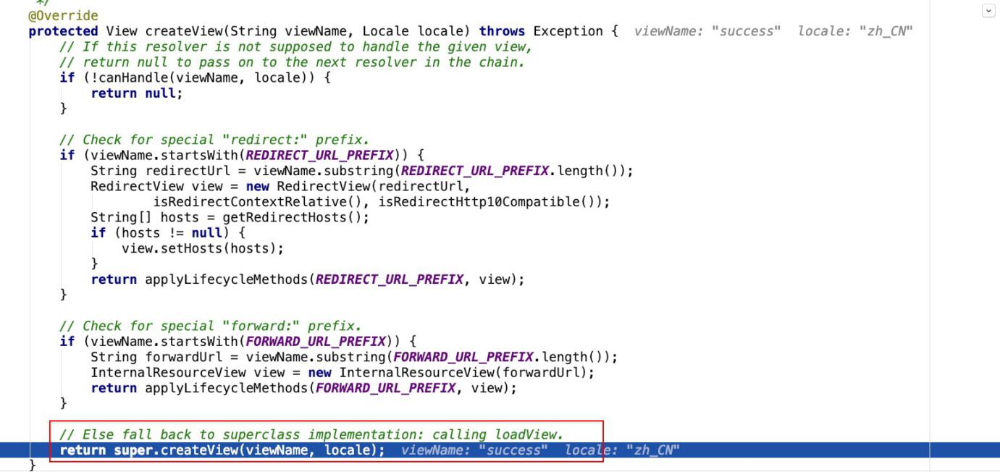 */
@Override
protected View createView(String viewName, Locale locale) throws Exception {  viewName: "success"  locale: "zh_CN"
// If this resolver is not supposed to handle the given view,
// return null to pass on to the next resolver in the chain.
if (!canHandle(viewName, locale)) {
return null;
}
// Check for special "redirect:" prefix.
if (viewName.startsWith(REDIRECT_URL_PREFIX)) {
String redirectUrl = viewName.substring(REDIRECT_URL_PREFIX.length());
RedirectView view = new RedirectView(redirectUrl,
isRedirectContextRelative(), isRedirectHttp10Compatible());
String[] hosts = getRedirectHosts();
if (hosts != null) {
view.setHosts(hosts);
}
return applyLifecycleMethods(REDIRECT_URL_PREFIX, view);
}
// Check for special "forward:" prefix.
if (viewName.startsWith(FORWARD_URL_PREFIX)) {
String forwardUrl = viewName.substring(FORWARD_URL_PREFIX.length());
InternalResourceView view = new InternalResourceView(forwardUrl);
return applyLifecycleMethods(FORWARD_URL_PREFIX, view);
}
// Else fall back to superclass implementation: calling loadView.
return super.createView(viewName, locale);  viewName: "success"  locale: "zh_CN"
}